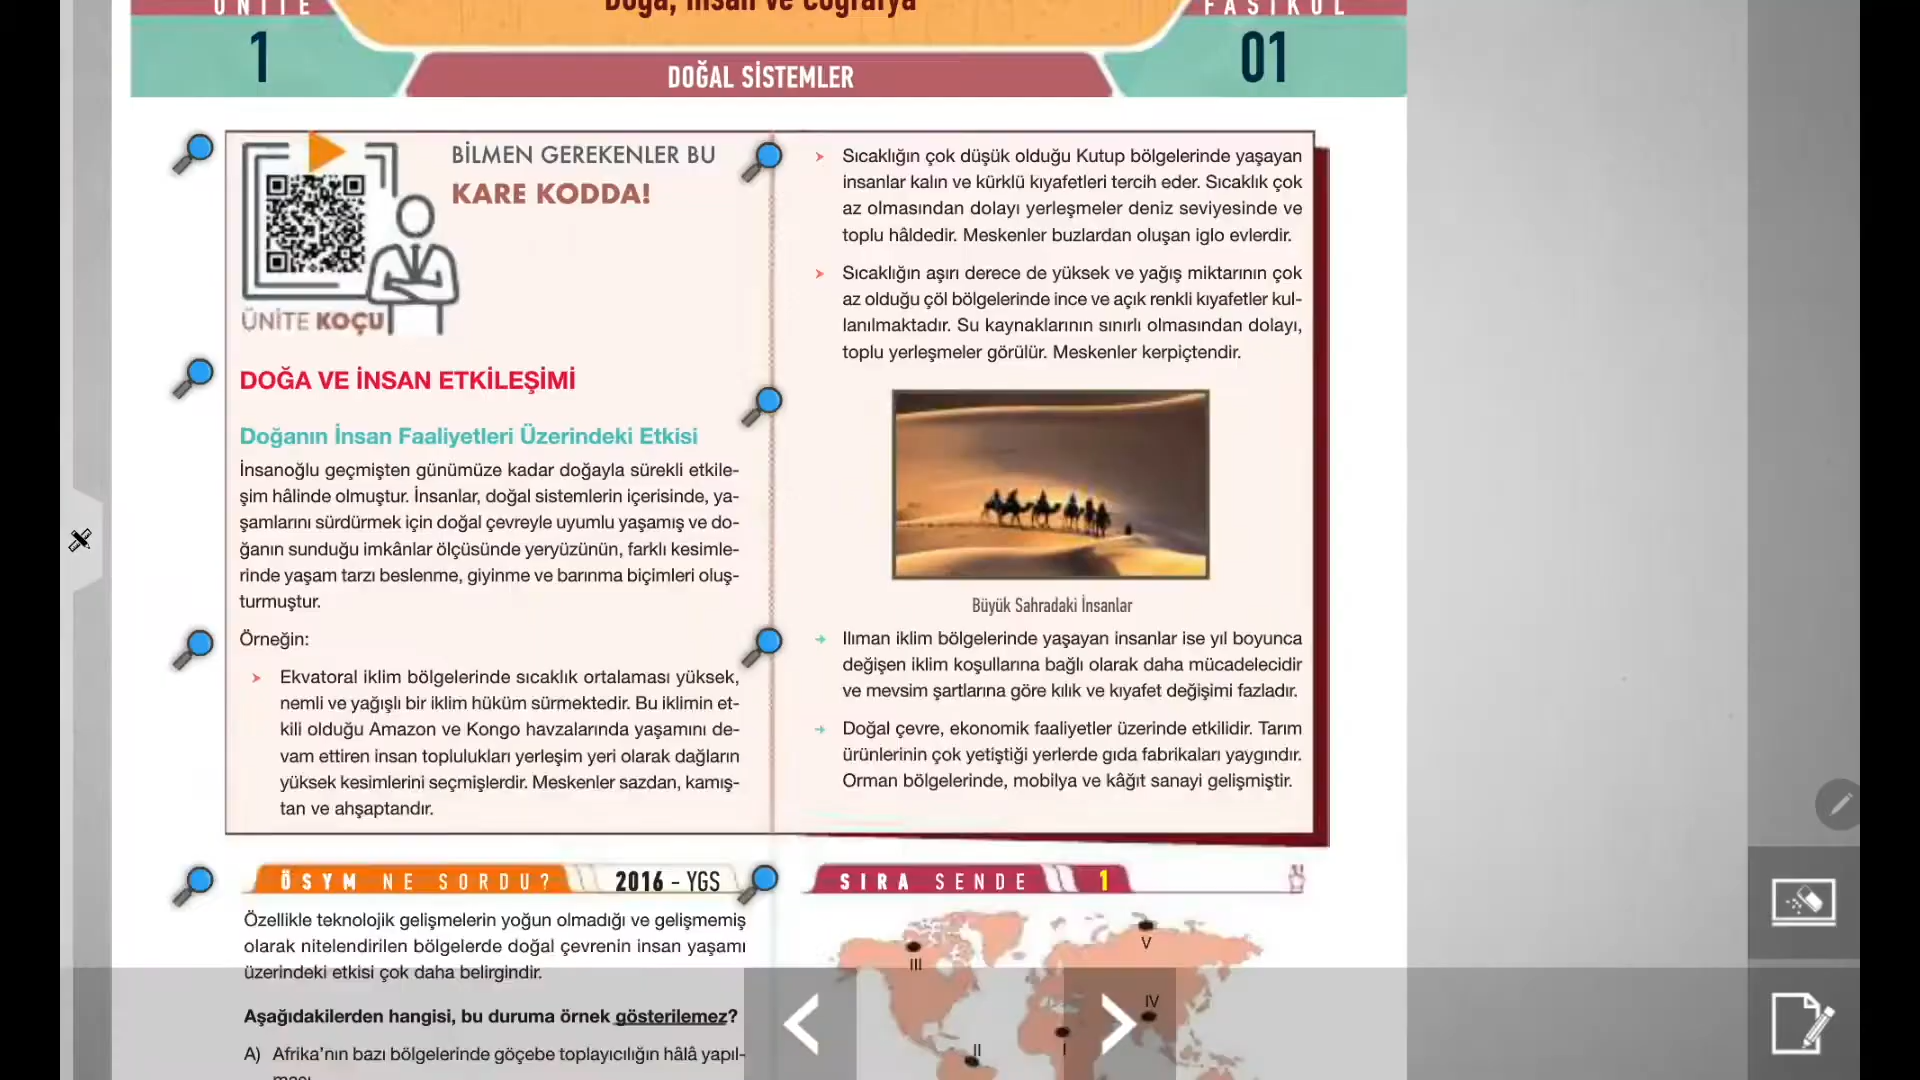 ÜNİTE
1
Doğa, İnsan ve Coğrafya
DOĞAL SİSTEMLER
FASİKÜL
01
BİLMEN GEREKENLER BU
KARE KODDA!
ÜNİTE KOÇU
DOĞA VE İNSAN ETKİLEŞİMİ
Doğanın İnsan Faaliyetleri Üzerindeki Etkisi
İnsanoğlu geçmişten günümüze kadar doğayla sürekli etkile-
şim hâlinde olmuştur. İnsanlar, doğal sistemlerin içerisinde, ya-
şamlarını sürdürmek için doğal çevreyle uyumlu yaşamış ve do-
ğanın sunduğu imkânlar ölçüsünde yeryüzünün, farklı kesimle-
rinde yaşam tarzı beslenme, giyinme ve barınma biçimleri oluş-
turmuştur.
Örneğin:
Ekvatoral iklim bölgelerinde sıcaklık ortalaması yüksek,
nemli ve yağışlı bir iklim hüküm sürmektedir. Bu iklimin et-
kili olduğu Amazon ve Kongo havzalarında yaşamını de-
vam ettiren insan toplulukları yerleşim yeri olarak dağların
yüksek kesimlerini seçmişlerdir. Meskenler sazdan, kamış-
tan ve ahşaptandır.
Sıcaklığın çok düşük olduğu Kutup bölgelerinde yaşayan
insanlar kalın ve kürklü kıyafetleri tercih eder. Sıcaklık çok
az olmasından dolayı yerleşmeler deniz seviyesinde ve
toplu hâldedir. Meskenler buzlardan oluşan iglo evlerdir.
Sıcaklığın aşırı derece de yüksek ve yağış miktarının çok
az olduğu çöl bölgelerinde ince ve açık renkli kıyafetler kul-
lanılmaktadır. Su kaynaklarının sınırlı olmasından dolayı,
toplu yerleşmeler görülür. Meskenler kerpiçtendir.
Büyük Sahradaki İnsanlar
Ilıman iklim bölgelerinde yaşayan insanlar ise yıl boyunca
değişen iklim koşullarına bağlı olarak daha mücadelecidir
ve mevsim şartlarına göre kılık ve kıyafet değişimi fazladır.
Doğal çevre, ekonomik faaliyetler üzerinde etkilidir. Tarım
ürünlerinin çok yetiştiği yerlerde gıda fabrikaları yaygındır.
Orman bölgelerinde, mobilya ve kâğıt sanayi gelişmiştir.
ÖSYM NE SORDU? 2016 - YGS
Özellikle teknolojik gelişmelerin yoğun olmadığı ve gelişmemiş
olarak nitelendirilen bölgelerde doğal çevrenin insan yaşamı
üzerindeki etkisi çok daha belirgindir.
Aşağıdakilerden hangisi, bu duruma örnek gösterilemez?
A) Afrika'nın bazı bölgelerinde göçebe toplayıcılığın hâlâ yapıl-
ması
SIRA SENDE 1
V
III
IV
II
I